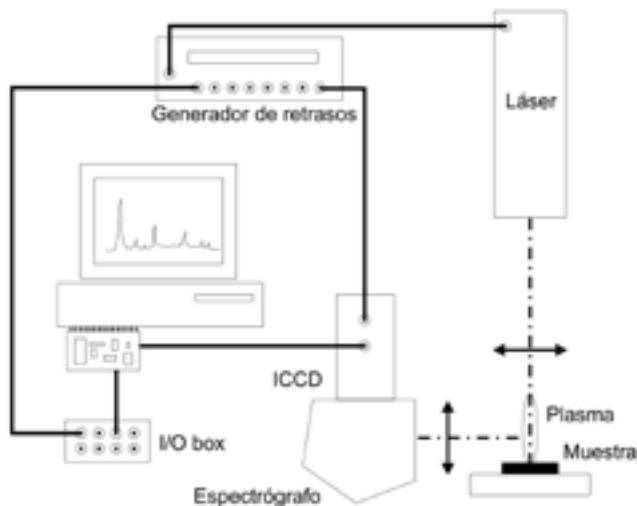 Láser
Generador de retrasos
ICCD
Plasma
I/O box
Muestra
Espectrógrafo